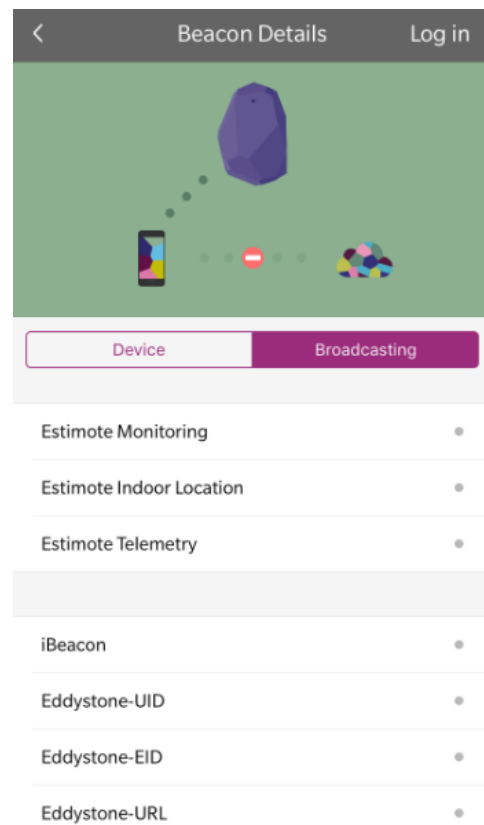 Beacon Details
Log in
Device
Broadcasting
Estimote Monitoring
Estimote Indoor Location
Estimote Telemetry
iBeacon
Eddystone-UID
Eddystone-EID
Eddystone-URL